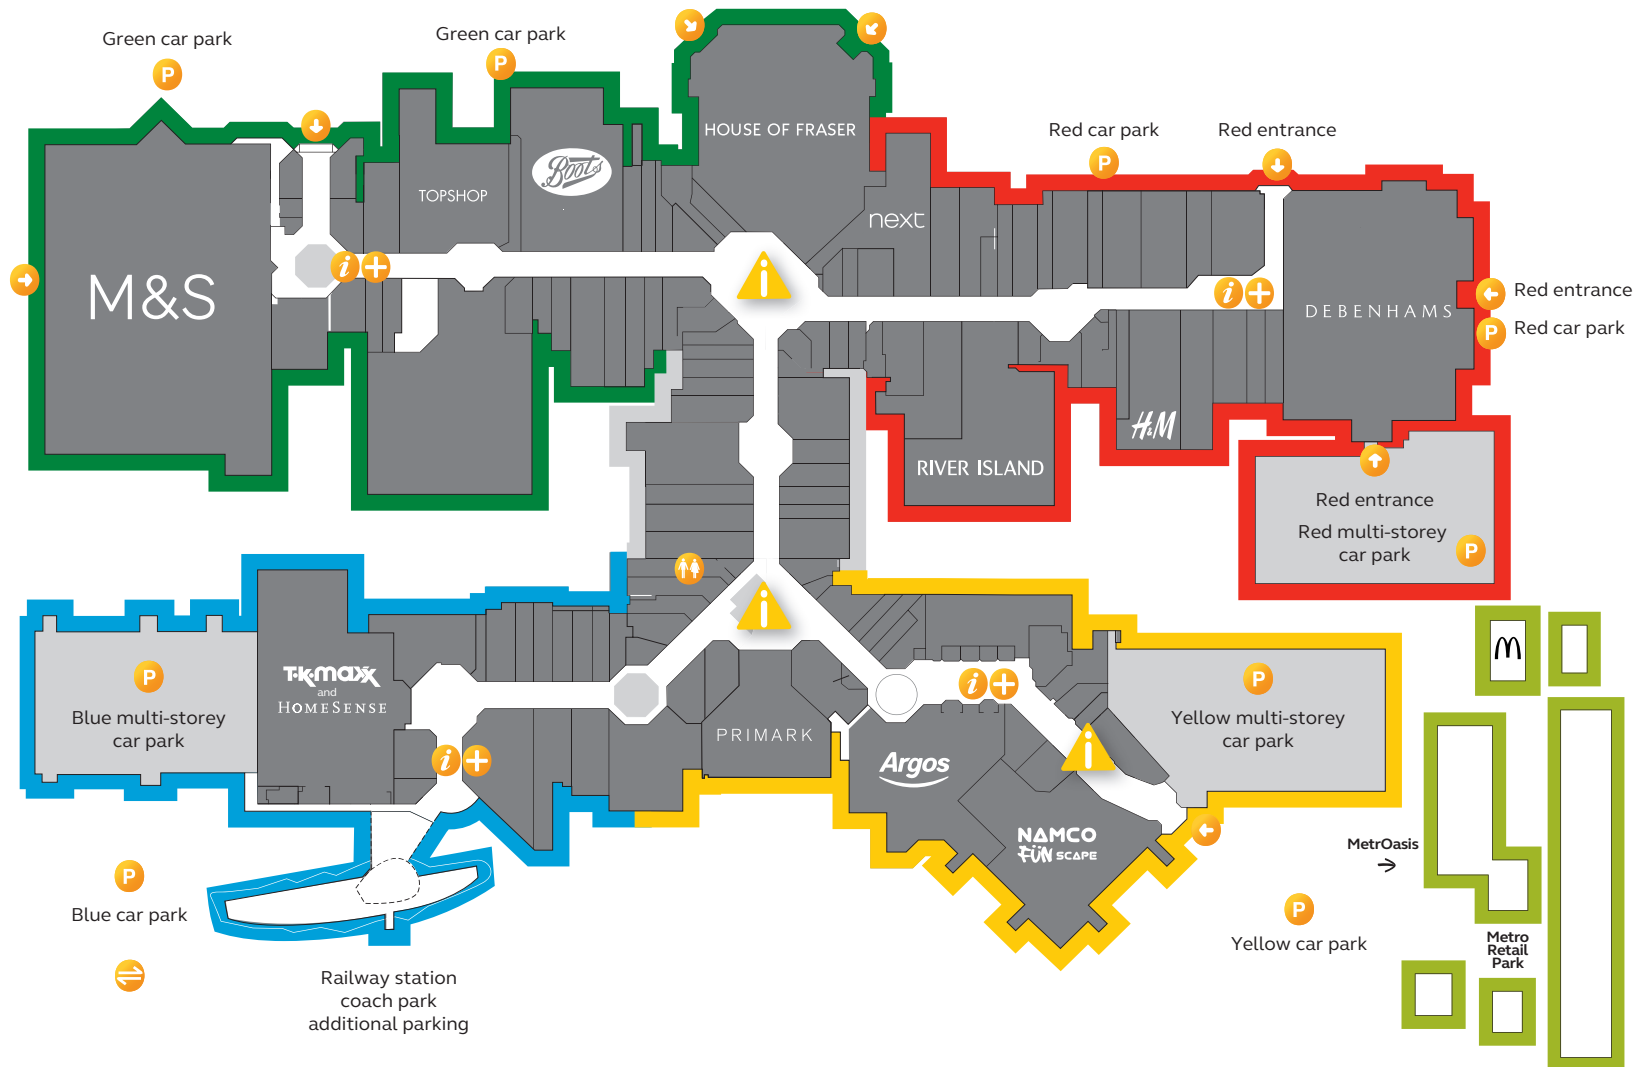 Green car park
P
Green car park
P
HOUSE OF FRASER
Red car park
P
Red entrance
TOPSHOP
Boots
next
M&S
i
i
i
DEBENHAMS
Red entrance
P
Red car park
H&M
RIVER ISLAND
Red entrance
Red multi-storey
car park
P
i
P
Blue multi-storey
car park
T·K·maxx
and
HOMESENSE
i
PRIMARK
Argos
i
i
P
Yellow multi-storey
car park
M
NAMCO
FÜN SCAPE
MetrOasis
P
Blue car park
P
Yellow car park
Metro
Retail
Park
Railway station
coach park
additional parking